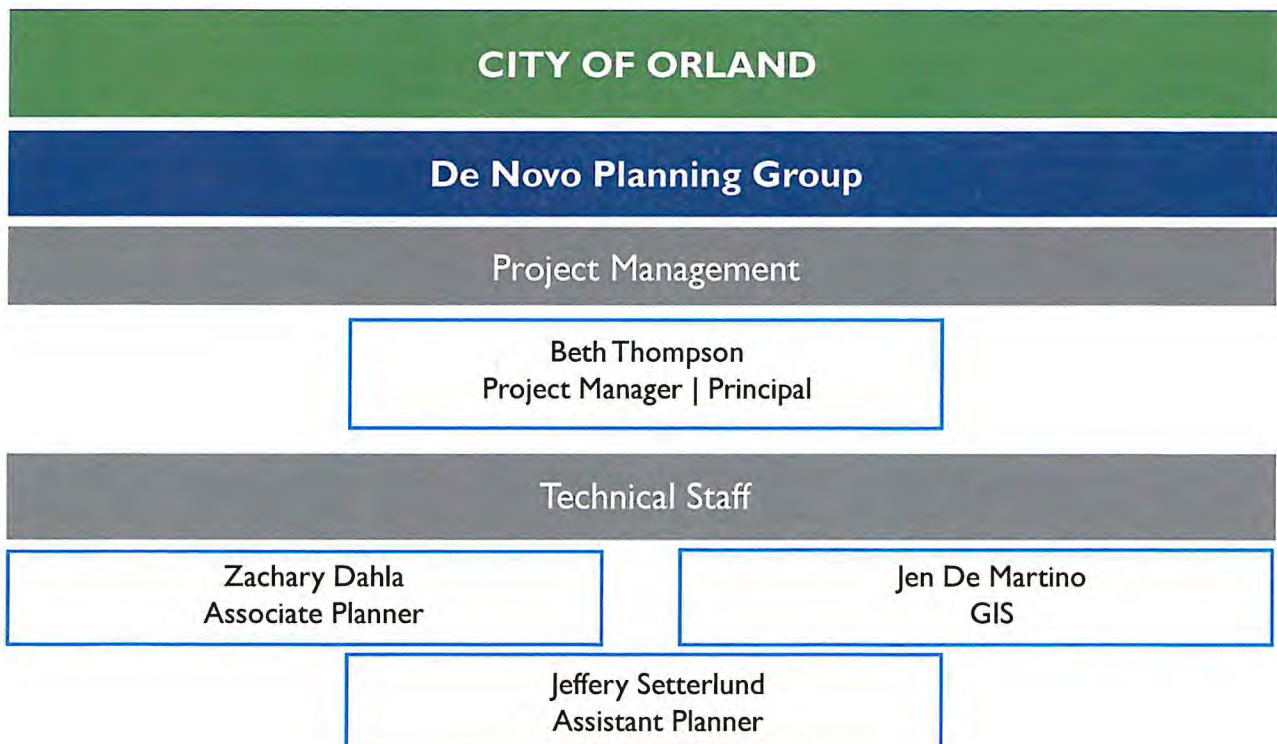 CITY OF ORLAND
De Novo Planning Group
Project Management
Beth Thompson
Project Manager | Principal
Technical Staff
Zachary Dahla
Associate Planner
Jen De Martino
GIS
Jeffery Setterlund
Assistant Planner